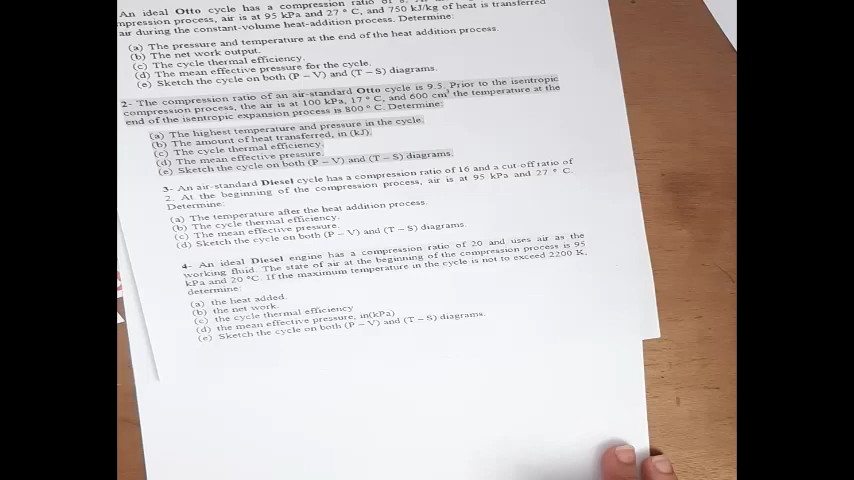 An ideal Otto cycle has a compression ratio of 8.
mpression process, air is at 95 kPa and 27 ° C, and 750 kJ/kg of heat is transferred
air during the constant-volume heat-addition process. Determine:
(a) The pressure and temperature at the end of the heat addition process.
(b) The net work output.
(c) The cycle thermal efficiency.
(d) The mean effective pressure for the cycle.
(e) Sketch the cycle on both (P – V) and (T – S) diagrams.
2- The compression ratio of an air-standard Otto cycle is 9.5. Prior to the isentropic
compression process, the air is at 100 kPa, 17 ° C, and 600 cm³ the temperature at the
end of the isentropic expansion process is 800 ° C. Determine:
(a) The highest temperature and pressure in the cycle.
(b) The amount of heat transferred, in (kJ).
(c) The cycle thermal efficiency.
(d) The mean effective pressure.
(e) Sketch the cycle on both (P – V) and (T – S) diagrams.
3- An air-standard Diesel cycle has a compression ratio of 16 and a cut-off ratio of
2. At the beginning of the compression process, air is at 95 kPa and 27 ° C.
Determine:
(a) The temperature after the heat addition process.
(b) The cycle thermal efficiency.
(c) The mean effective pressure.
(d) Sketch the cycle on both (P – V) and (T – S) diagrams.
4- An ideal Diesel engine has a compression ratio of 20 and uses air as the
working fluid. The state of air at the beginning of the compression process is 95
kPa and 20 °C. If the maximum temperature in the cycle is not to exceed 2200 K,
determine:
(a) the heat added.
(b) the net work.
(c) the cycle thermal efficiency
(d) the mean effective pressure, in(kPa)
(e) Sketch the cycle on both (P – V) and (T – S) diagrams.